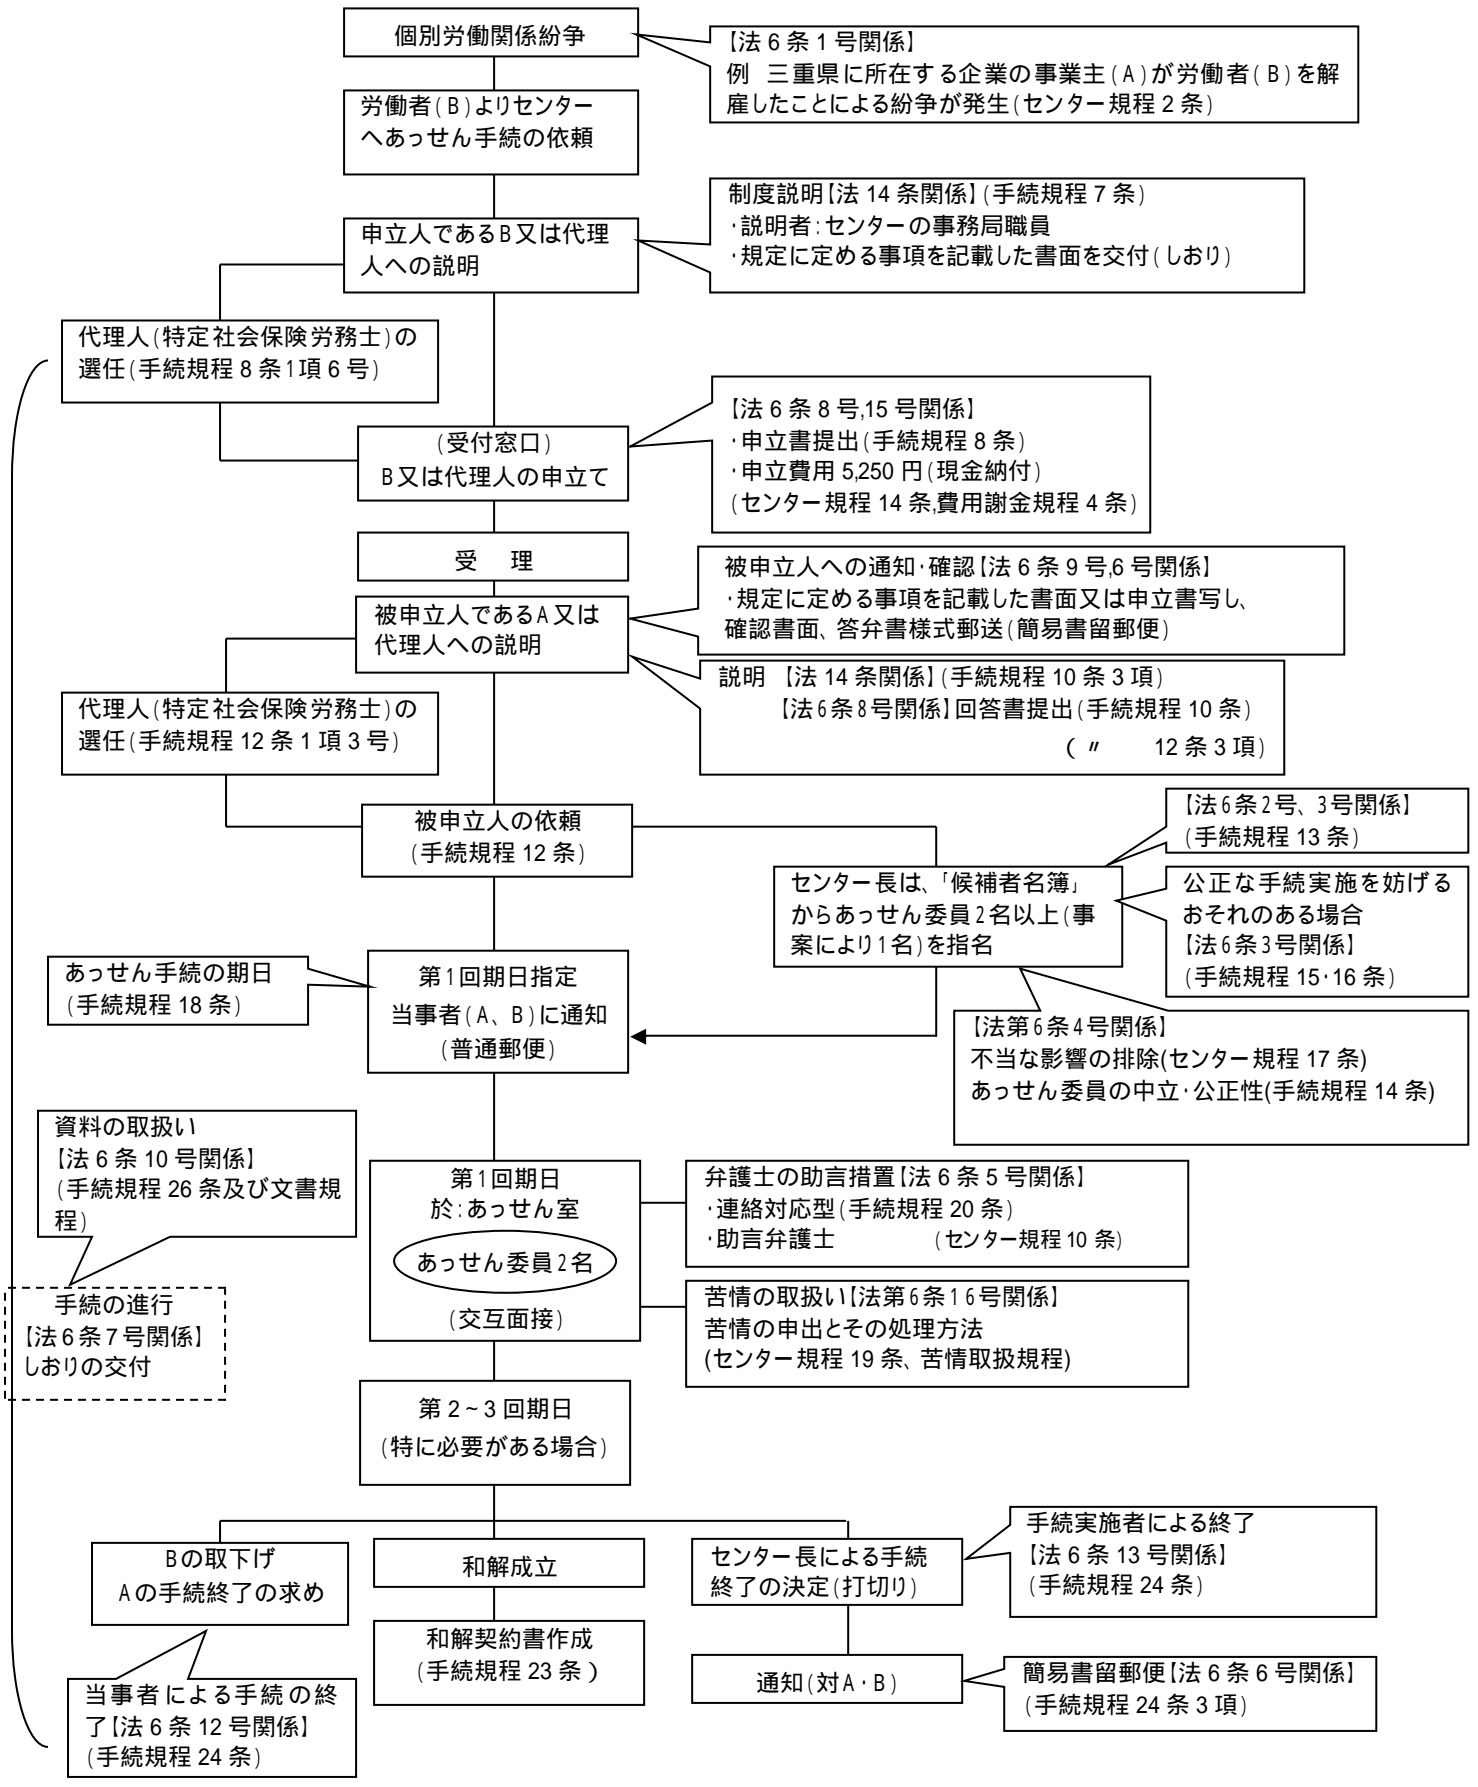 個別労働関係紛争
【法6条1号関係】
例　三重県に所在する企業の事業主(A)が労働者(B)を解
雇したことによる紛争が発生(センター規程2条)
労働者(B)よりセンター
へあっせん手続の依頼
制度説明【法14条関係】(手続規程7条)
・説明者:センターの事務局職員
・規定に定める事項を記載した書面を交付(しおり)
申立人であるB又は代理
人への説明
代理人(特定社会保険労務士)の
選任(手続規程8条1項6号)
【法6条8号,15号関係】
・申立書提出(手続規程8条)
・申立費用5,250円(現金納付)
(センター規程14条,費用謝金規程4条)
(受付窓口)
B又は代理人の申立て
受　理
被申立人への通知・確認【法6条9号,6号関係】
・規定に定める事項を記載した書面又は申立書写し、
確認書面、答弁書様式郵送(簡易書留郵便)
被申立人であるA又は
代理人への説明
説明　【法14条関係】(手続規程10条3項)
【法6条8号関係】回答書提出(手続規程10条)
(　〃　　12条3項)
代理人(特定社会保険労務士)の
選任(手続規程12条1項3号)
被申立人の依頼
(手続規程12条)
【法6条2号、3号関係】
(手続規程13条)
センター長は、「候補者名簿」
からあっせん委員2名以上(事
案により1名)を指名
公正な手続実施を妨げる
おそれのある場合
【法6条3号関係】
(手続規程15・16条)
あっせん手続の期日
(手続規程18条)
第1回期日指定
当事者(A、B)に通知
(普通郵便)
【法第6条4号関係】
不当な影響の排除(センター規程17条)
あっせん委員の中立・公正性(手続規程14条)
資料の取扱い
【法6条10号関係】
(手続規程26条及び文書規
程)
第1回期日
於:あっせん室
あっせん委員2名
(交互面接)
弁護士の助言措置【法6条5号関係】
・連絡対応型(手続規程20条)
・助言弁護士　　　　(センター規程10条)
苦情の取扱い【法第6条16号関係】
苦情の申出とその処理方法
(センター規程19条、苦情取扱規程)
手続の進行
【法6条7号関係】
しおりの交付
第2~3回期日
(特に必要がある場合)
Bの取下げ
Aの手続終了の求め
和解成立
センター長による手続
終了の決定(打切り)
手続実施者による終了
【法6条13号関係】
(手続規程24条)
和解契約書作成
(手続規程23条)
通知(対A・B)
簡易書留郵便【法6条6号関係】
(手続規程24条3項)
当事者による手続の終
了【法6条12号関係】
(手続規程24条)